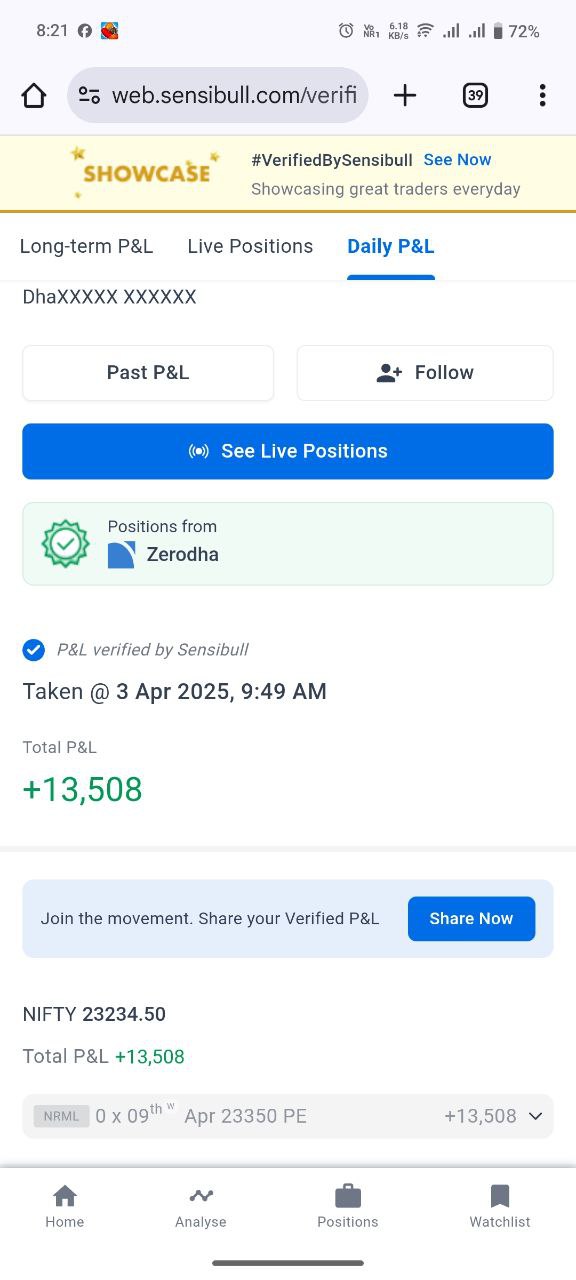 8:21
Vo NR1 6.18 KB/s 72%
web.sensibull.com/verifi
39
SHOWCASE
#VerifiedBySensibull See Now
Showcasing great traders everyday
Long-term P&L Live Positions Daily P&L
DhaXXXXX XXXXXX
Past P&L Follow
See Live Positions
Positions from
Zerodha
P&L verified by Sensibull
Taken @ 3 Apr 2025, 9:49 AM
Total P&L
+13,508
Join the movement. Share your Verified P&L Share Now
NIFTY 23234.50
Total P&L +13,508
NRML 0 x 09th W Apr 23350 PE +13,508
Home Analyse Positions Watchlist